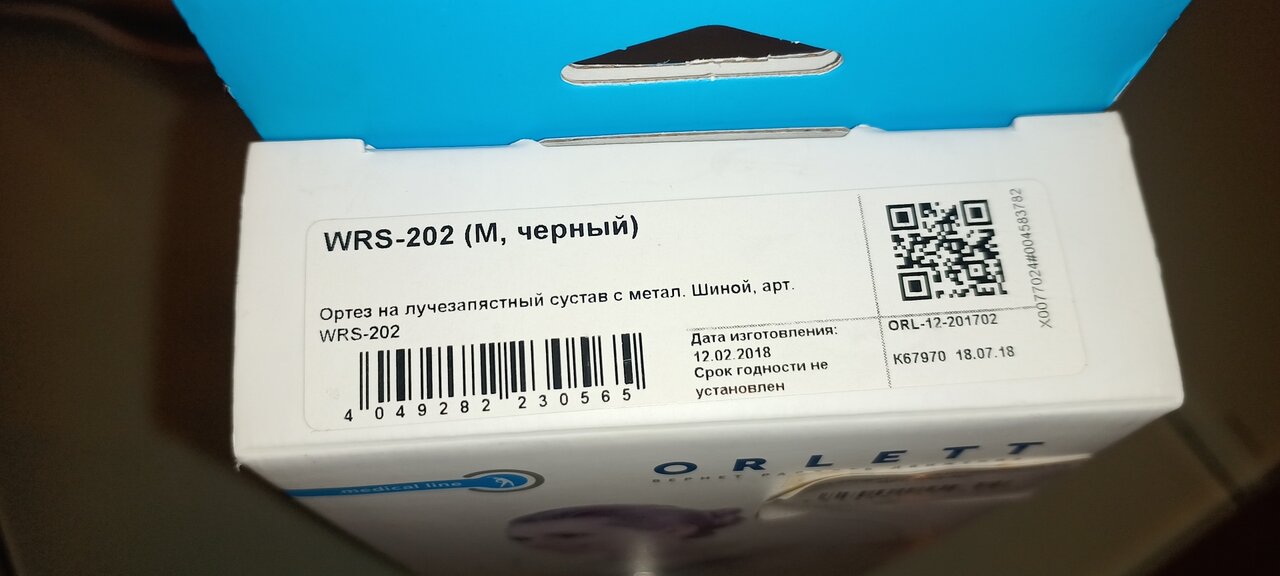 WRS-202 (M, черный)
Ортез на лучезапястный сустав с метал. Шиной, арт.
WRS-202
4 049282 230565
Дата изготовления:
12.02.2018
Срок годности не
установлен
X0077024#004583782
ORL-12-201702
K67970 18.07.18
medical line
ORLETT